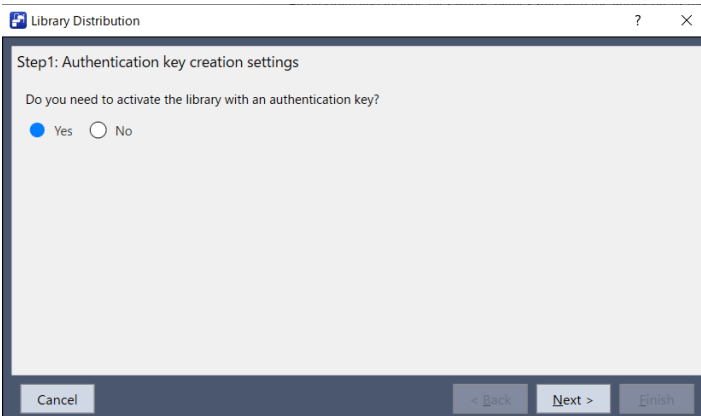 Library Distribution
?
Step1: Authentication key creation settings
Do you need to activate the library with an authentication key?
Yes No
Cancel < Back Next > Finish